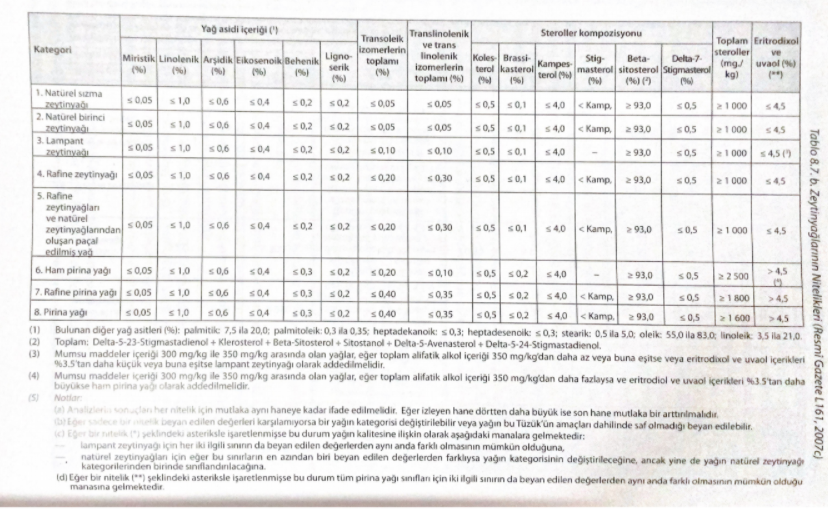 Kategori | Yağ asidi içeriği (¹) | Transoleik izomerlerin toplamı (%) | Translinolenik ve trans linolenik izomerlerin toplamı (%) | Steroller kompozisyonu | Toplam steroller (mg./kg) | Eritrodixol ve uvaol (%) (**)
Miristik (%) | Linolenik (%) | Arşidik (%) | Eikosenoik (%) | Behenik (%) | Ligno-serik (%) | Koles-terol (%) | Brassi-kasterol (%) | Kampes-terol (%) | Stig-masterol (%) | Beta-sitosterol (%) (²) | Delta-7-Stigmasterol (%)
1. Natürel sızma zeytinyağı | ≤ 0,05 | ≤ 1,0 | ≤ 0,6 | ≤ 0,4 | ≤ 0,2 | ≤ 0,2 | ≤ 0,05 | ≤ 0,05 | ≤ 0,5 | ≤ 0,1 | ≤ 4,0 | < Kamp. | ≥ 93,0 | ≤ 0,5 | ≥ 1 000 | ≤ 4,5
2. Natürel birinci zeytinyağı | ≤ 0,05 | ≤ 1,0 | ≤ 0,6 | ≤ 0,4 | ≤ 0,2 | ≤ 0,2 | ≤ 0,05 | ≤ 0,05 | ≤ 0,5 | ≤ 0,1 | ≤ 4,0 | < Kamp. | ≥ 93,0 | ≤ 0,5 | ≥ 1 000 | ≤ 4,5
3. Lampant zeytinyağı | ≤ 0,05 | ≤ 1,0 | ≤ 0,6 | ≤ 0,4 | ≤ 0,2 | ≤ 0,2 | ≤ 0,10 | ≤ 0,10 | ≤ 0,5 | ≤ 0,1 | ≤ 4,0 | – | ≥ 93,0 | ≤ 0,5 | ≥ 1 000 | ≤ 4,5 (³)
4. Rafine zeytinyağı | ≤ 0,05 | ≤ 1,0 | ≤ 0,6 | ≤ 0,4 | ≤ 0,2 | ≤ 0,2 | ≤ 0,20 | ≤ 0,30 | ≤ 0,5 | ≤ 0,1 | ≤ 4,0 | < Kamp. | ≥ 93,0 | ≤ 0,5 | ≥ 1 000 | ≤ 4,5
5. Rafine zeytinyağları ve natürel zeytinyağlarından oluşan paçal edilmiş yağ | ≤ 0,05 | ≤ 1,0 | ≤ 0,6 | ≤ 0,4 | ≤ 0,2 | ≤ 0,2 | ≤ 0,20 | ≤ 0,30 | ≤ 0,5 | ≤ 0,1 | ≤ 4,0 | < Kamp. | ≥ 93,0 | ≤ 0,5 | ≥ 1 000 | ≤ 4,5
6. Ham pirina yağı | ≤ 0,05 | ≤ 1,0 | ≤ 0,6 | ≤ 0,4 | ≤ 0,3 | ≤ 0,2 | ≤ 0,20 | ≤ 0,10 | ≤ 0,5 | ≤ 0,2 | ≤ 4,0 | – | ≥ 93,0 | ≤ 0,5 | ≥ 2 500 | > 4,5
7. Rafine pirina yağı | ≤ 0,05 | ≤ 1,0 | ≤ 0,6 | ≤ 0,4 | ≤ 0,3 | ≤ 0,2 | ≤ 0,40 | ≤ 0,35 | ≤ 0,5 | ≤ 0,2 | ≤ 4,0 | < Kamp. | ≥ 93,0 | ≤ 0,5 | ≥ 1 800 | > 4,5
8. Pirina yağı | ≤ 0,05 | ≤ 1,0 | ≤ 0,6 | ≤ 0,4 | ≤ 0,3 | ≤ 0,2 | ≤ 0,40 | ≤ 0,35 | ≤ 0,5 | ≤ 0,2 | ≤ 4,0 | < Kamp. | ≥ 93,0 | ≤ 0,5 | ≥ 1 600 | > 4,5
(1) Bulunan diğer yağ asitleri (%): palmitik: 7,5 ila 20,0; palmitoleik: 0,3 ila 0,35; heptadekanoik: ≤ 0,3; heptadesenoik: ≤ 0,3; stearik: 0,5 ila 5,0; oleik: 55,0 ila 83,0; linoleik: 3,5 ila 21,0.
(2) Toplam: Delta-5-23-Stigmastadienol + Klerosterol + Beta-Sitosterol + Sitostanol + Delta-5-Avenasterol + Delta-5-24-Stigmastadienol.
(3) Mumsu maddeler içeriği 300 mg/kg ile 350 mg/kg arasında olan yağlar, eğer toplam alifatik alkol içeriği 350 mg/kg'dan daha az veya buna eşitse veya eritrodixol ve uvaol içerikleri
%3.5'tan daha küçük veya buna eşitse lampant zeytinyağı olarak addedilmelidir.
(4) Mumsu maddeler içeriği 300 mg/kg ile 350 mg/kg arasında olan yağlar, eğer toplam alifatik alkol içeriği 350 mg/kg'dan daha fazlaysa ve eritrodiol ve uvaol içerikleri %3.5'tan daha
büyükse ham pirina yağı olarak addedilmelidir.
(5) Notlar:
(a) Analizlerin sonuçları her nitelik için mutlaka aynı haneye kadar ifade edilmelidir. Eğer izleyen hane dörtten daha büyük ise son hane mutlaka bir arttırılmalıdır.
(b) Eğer sadece bir nitelik beyan edilen değerleri karşılamıyorsa bir yağın kategorisi değiştirilebilir veya yağın bu Tüzük'ün amaçları dahilinde saf olmadığı beyan edilebilir.
(c) Eğer bir nitelik (*) şeklindeki asteriksle işaretlenmişse bu durum yağın kalitesine ilişkin olarak aşağıdaki manalara gelmektedir:
— lampant zeytinyağı için her iki ilgili sınırın da beyan edilen değerlerden aynı anda farklı olmasının mümkün olduğuna,
— natürel zeytinyağları için eğer bu sınırların en azından biri beyan edilen değerlerden farklıysa yağın kategorisinin değiştirileceğine, ancak yine de yağın natürel zeytinyağı
kategorilerinden birinde sınıflandırılacağına.
(d) Eğer bir nitelik (**) şeklindeki asteriksle işaretlenmişse bu durum tüm pirina yağı sınıfları için iki ilgili sınırın da beyan edilen değerlerden aynı anda farklı olmasının mümkün olduğu
manasına gelmektedir.
Tablo 8.7. b. Zeytinyağlarının Nitelikleri (Resmi Gazete L161, 2007c)